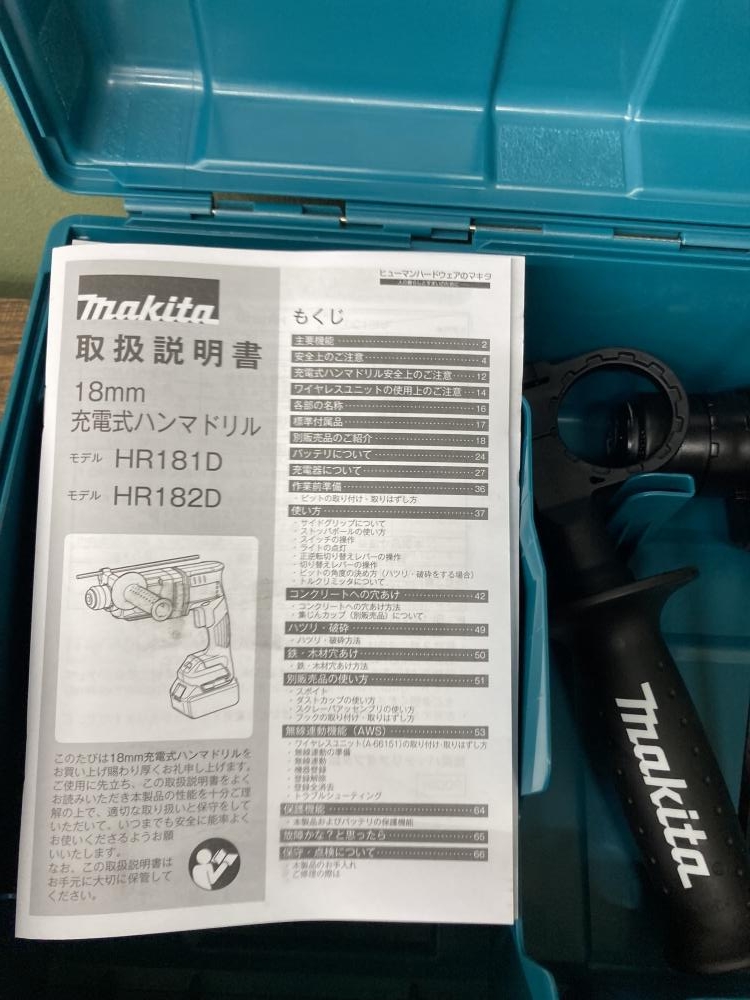 makita
取扱説明書
18mm
充電式ハンマドリル
モデル HR181D
モデル HR182D
このたびは18mm充電式ハンマドリルを
お買い上げ賜わり厚くお礼申し上げます。
ご使用に先立ち、この取扱説明書をよく
お読みいただき本製品の性能を十分ご理
解の上で、適切な取り扱いと保守をして
いただいて、いつまでも安全に能率よく
お使いくださるようお願
いいたします。
なお、この取扱説明書は
お手元に大切に保管して
ください。
ヒューマンハードウェアのマキタ
もくじ
主要機能 2
安全上のご注意 4
充電式ハンマドリル安全上のご注意 12
ワイヤレスユニットの使用上のご注意 14
各部の名称 16
標準付属品 17
別販売品のご紹介 18
バッテリについて 24
充電器について 27
作業前準備 36
・ビットの取り付け・取りはずし方
使い方 37
・サイドグリップについて
・ストッパポールの使い方
・スイッチの操作
・ライトの点灯
・正逆転切り替えレバーの操作
・切り替えレバーの操作
・ビットの角度の決め方（ハツリ・破砕をする場合）
・トルクリミッタについて
コンクリートへの穴あけ 42
・コンクリートへの穴あけ方法
・集じんカップ（別販売品）について
ハツリ・破砕 49
・ハツリ・破砕方法
鉄・木材穴あけ 50
・鉄・木材穴あけ方法
別販売品の使い方 51
・スポイト
・ダストカップの使い方
・スクレーパアッセンブリの使い方
・フックの取り付け・取りはずし方
無線連動機能（AWS） 53
・ワイヤレスユニット(A-66151)の取り付け・取りはずし方
・無線連動の準備
・無線連動
・機器登録
・登録解除
・登録全消去
・トラブルシューティング
保護機能 64
・本製品およびバッテリの保護機能
故障かな？と思ったら 65
保守・点検について 66
・本製品のお手入れ
・ご修理の際は
makita